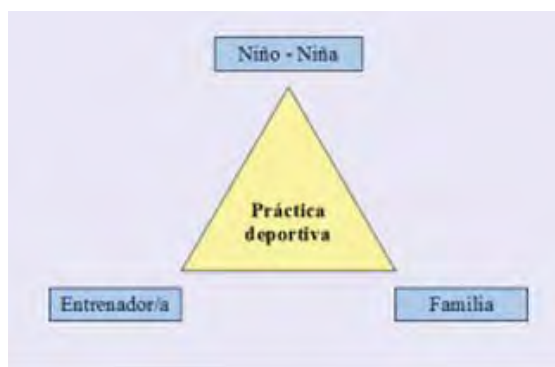 Niño - Niña
Práctica
deportiva
Entrenador/a
Familia